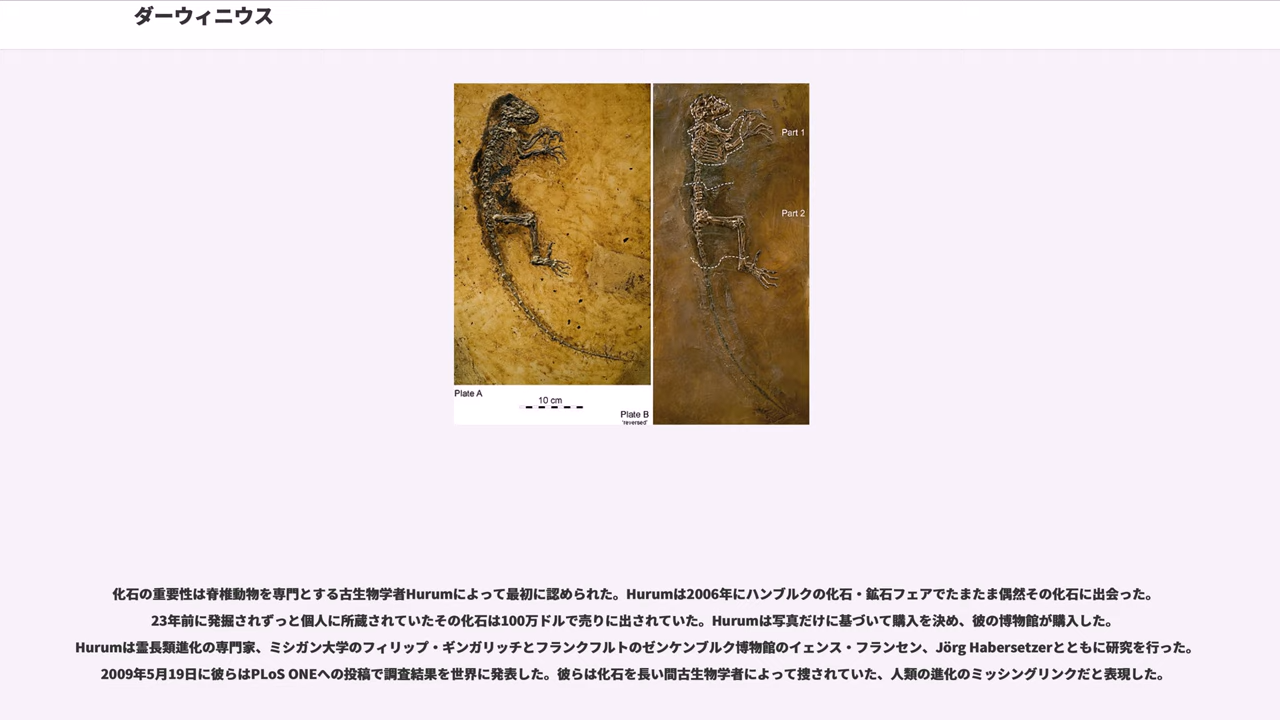 ダーウィニウス
Part 1
Part 2
Plate A
10 cm
Plate B
'reversed'
化石の重要性は脊椎動物を専門とする古生物学者Hurumによって最初に認められた。Hurumは2006年にハンブルクの化石・鉱石フェアでたまたま偶然その化石に出会った。
23年前に発掘されずっと個人に所蔵されていたその化石は100万ドルで売りに出されていた。Hurumは写真だけに基づいて購入を決め、彼の博物館が購入した。
Hurumは霊長類進化の専門家、ミシガン大学のフィリップ・ギンガリッチとフランクフルトのゼンケンブルク博物館のイェンス・フランセン、Jörg Habersetzerとともに研究を行った。
2009年5月19日に彼らはPLoS ONEへの投稿で調査結果を世界に発表した。彼らは化石を長い間古生物学者によって捜されていた、人類の進化のミッシングリンクだと表現した。